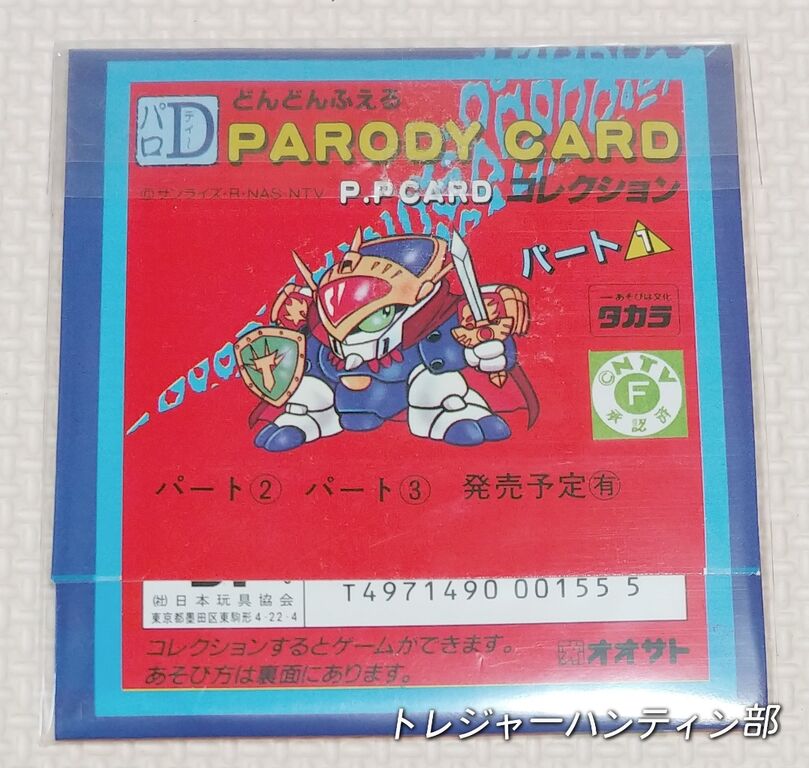 パロ
D
ティー
どんどんふえる
PARODY CARD
©サンライズ・R・NAS・NTV
P.P CARD コレクション
パート1
あそびは文化
タカラ
©NTV
F
承認済
パート② パート③ 発売予定㊒
(社)日本玩具協会
東京都墨田区東駒形4-22-4
T4971490 00155 5
コレクションするとゲームができます。
あそび方は裏面にあります。
オオサト
トレジャーハンティン部